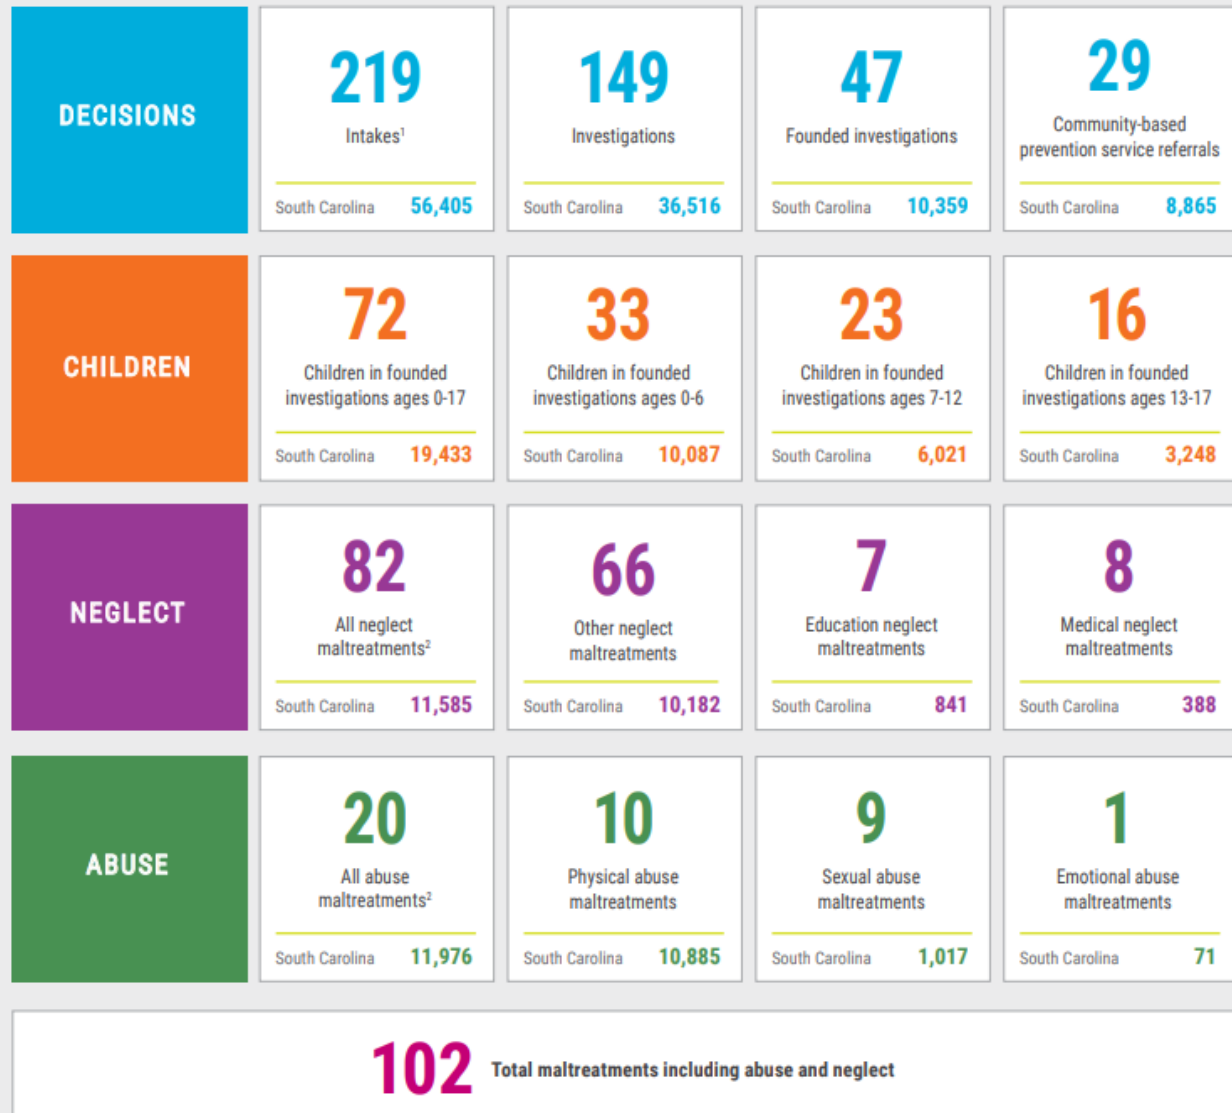 DECISIONS
219
Intakes¹
South Carolina 56,405
149
Investigations
South Carolina 36,516
47
Founded investigations
South Carolina 10,359
29
Community-based
prevention service referrals
South Carolina 8,865
CHILDREN
72
Children in founded
investigations ages 0-17
South Carolina 19,433
33
Children in founded
investigations ages 0-6
South Carolina 10,087
23
Children in founded
investigations ages 7-12
South Carolina 6,021
16
Children in founded
investigations ages 13-17
South Carolina 3,248
NEGLECT
82
All neglect
maltreatments²
South Carolina 11,585
66
Other neglect
maltreatments
South Carolina 10,182
7
Education neglect
maltreatments
South Carolina 841
8
Medical neglect
maltreatments
South Carolina 388
ABUSE
20
All abuse
maltreatments²
South Carolina 11,976
10
Physical abuse
maltreatments
South Carolina 10,885
9
Sexual abuse
maltreatments
South Carolina 1,017
1
Emotional abuse
maltreatments
South Carolina 71
102 Total maltreatments including abuse and neglect